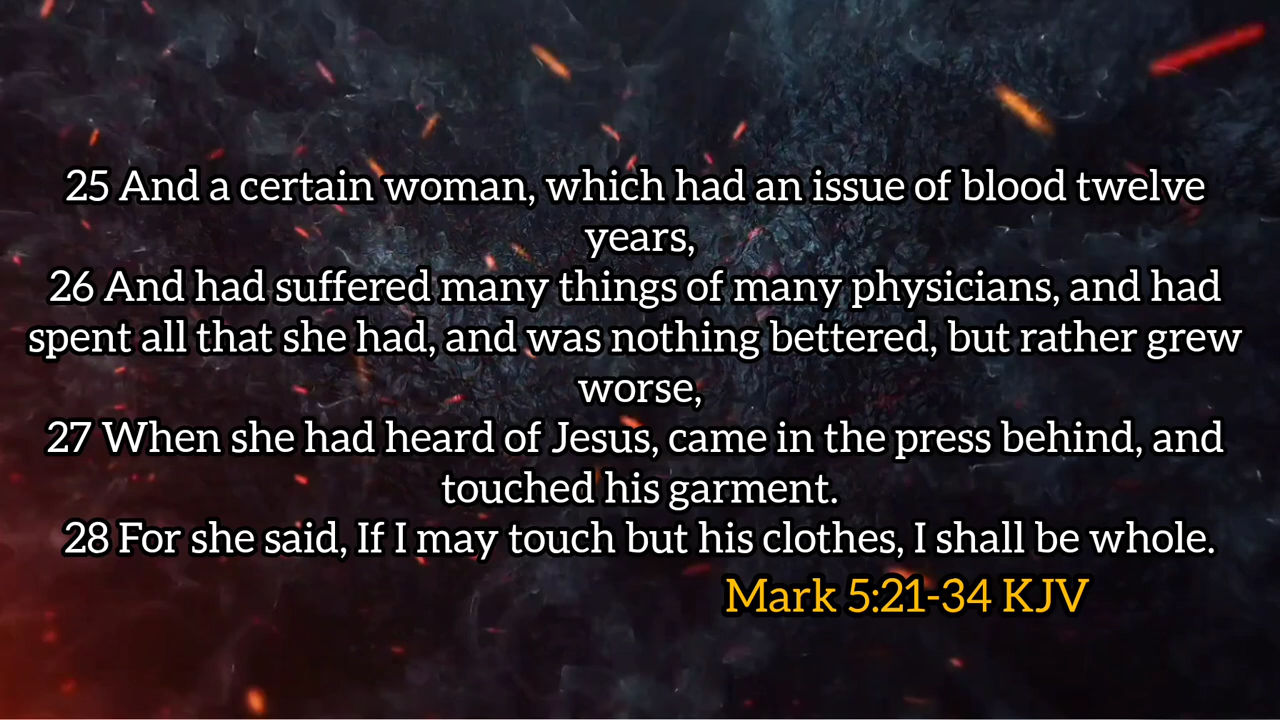 25 And a certain woman, which had an issue of blood twelve
years,
26 And had suffered many things of many physicians, and had
spent all that she had, and was nothing bettered, but rather grew
worse,
27 When she had heard of Jesus, came in the press behind, and
touched his garment.
28 For she said, If I may touch but his clothes, I shall be whole.
Mark 5:21-34 KJV